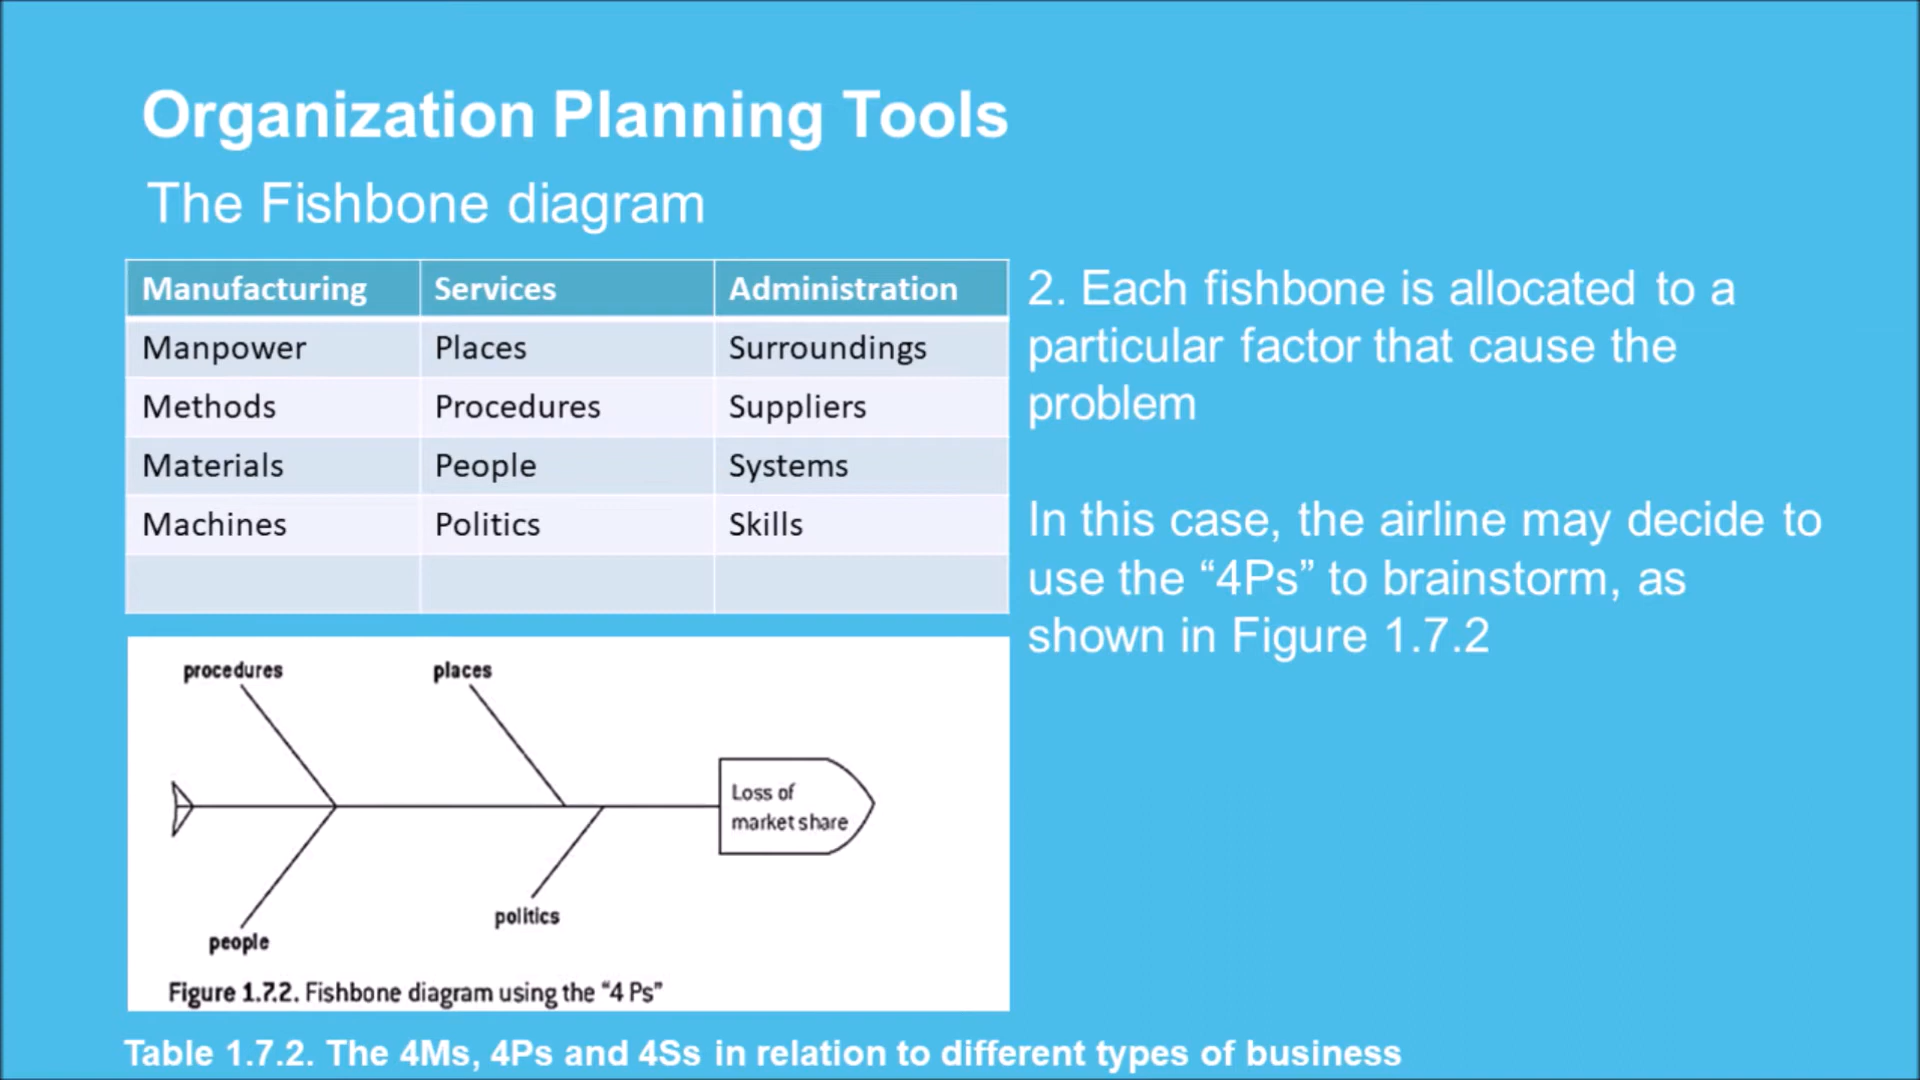 Organization Planning Tools
The Fishbone diagram
Manufacturing Services Administration
Manpower Places Surroundings
Methods Procedures Suppliers
Materials People Systems
Machines Politics Skills
2. Each fishbone is allocated to a
particular factor that cause the
problem
In this case, the airline may decide to
use the “4Ps” to brainstorm, as
shown in Figure 1.7.2
procedures places
Loss of
market share
politics
people
Figure 1.7.2. Fishbone diagram using the “4 Ps”
Table 1.7.2. The 4Ms, 4Ps and 4Ss in relation to different types of business